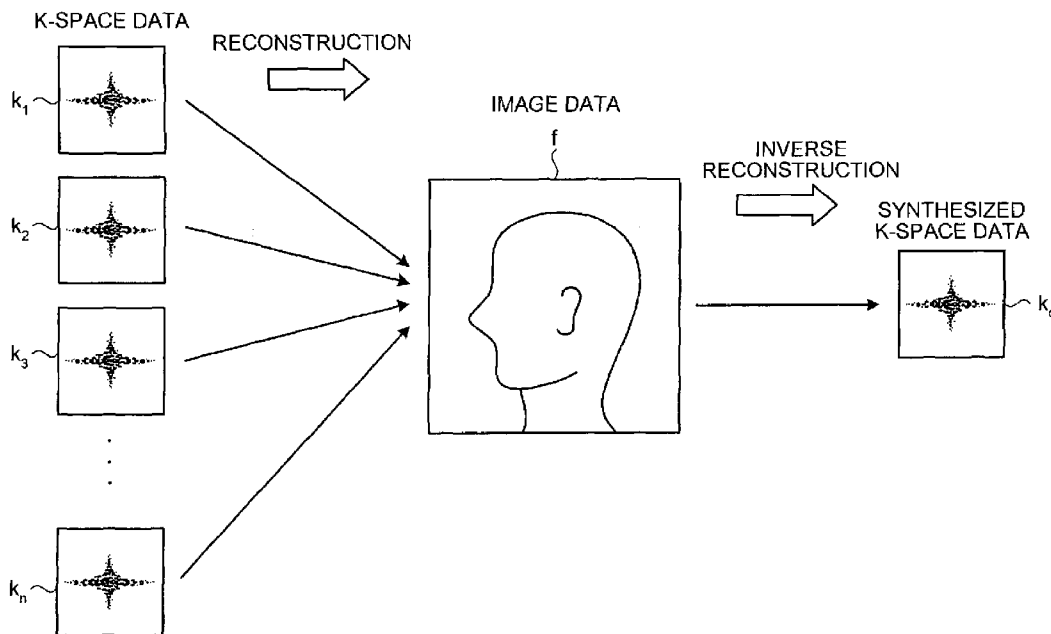 K-SPACE DATA
RECONSTRUCTION
k1
k2
k3
kn
IMAGE DATA
f
INVERSE
RECONSTRUCTION
SYNTHESIZED
K-SPACE DATA